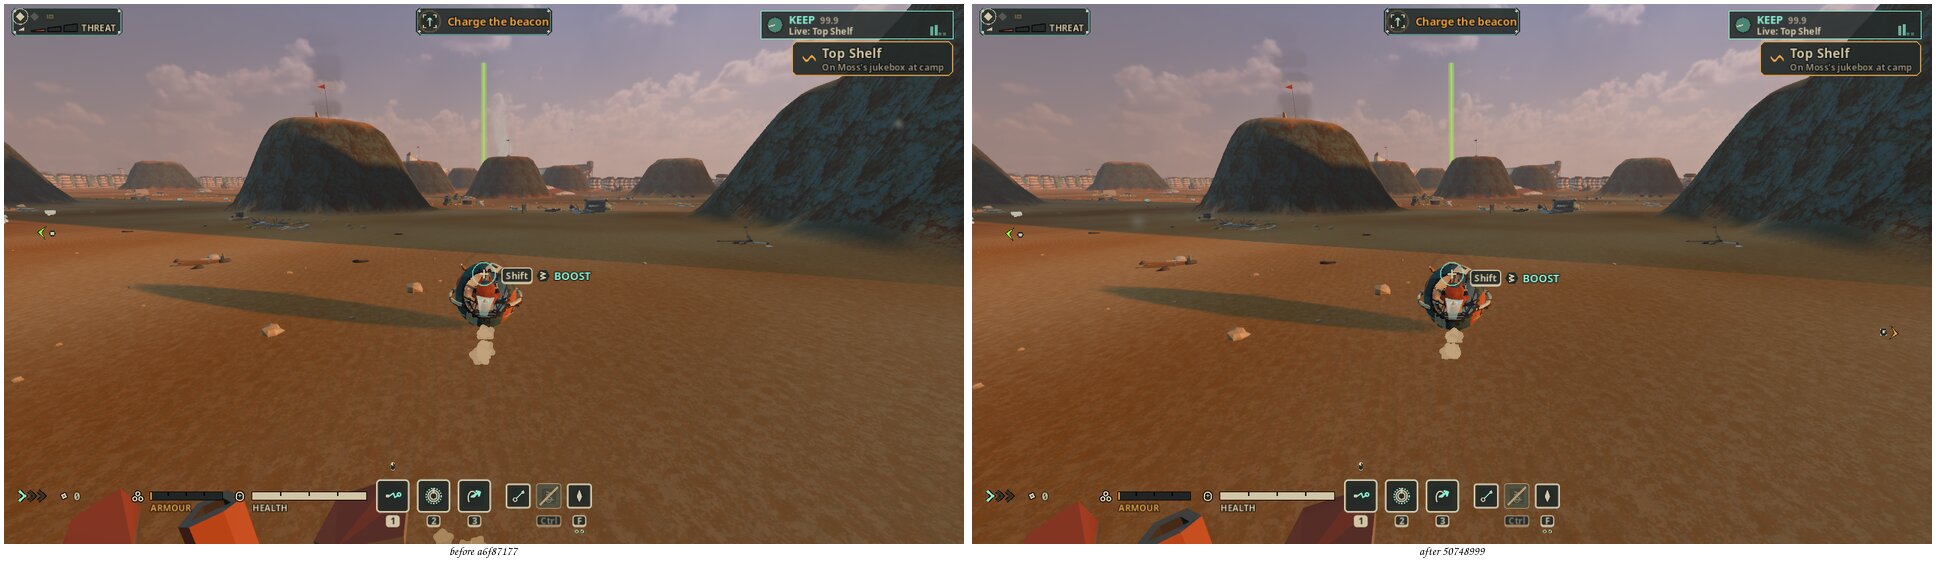 THREAT
Charge the beacon
KEEP 99.9
Live: Top Shelf
Top Shelf
On Moss's jukebox at camp
Shift BOOST
0
ARMOUR
HEALTH
1 2 3 Ctrl F
before a6f87177
THREAT
Charge the beacon
KEEP 99.9
Live: Top Shelf
Top Shelf
On Moss's jukebox at camp
Shift BOOST
0
ARMOUR
HEALTH
1 2 3 Ctrl F
after 50748999